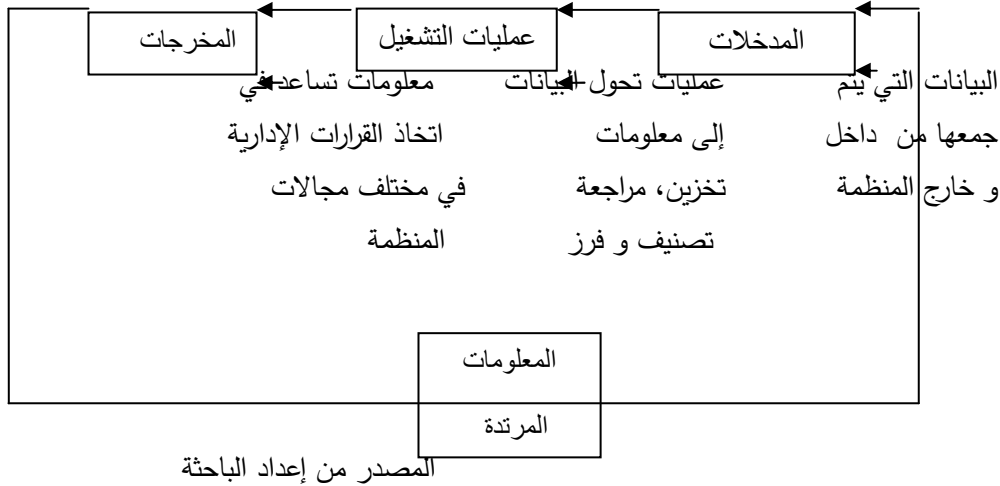 المدخلات
عمليات التشغيل
المخرجات
البيانات التي يتم
جمعها من داخل
و خارج المنظمة
عمليات تحول البيانات
إلى معلومات
تخزين، مراجعة
تصنيف و فرز
معلومات تساعد في
اتخاذ القرارات الإدارية
في مختلف مجالات
المنظمة
المعلومات
المرتدة
المصدر من إعداد الباحثة